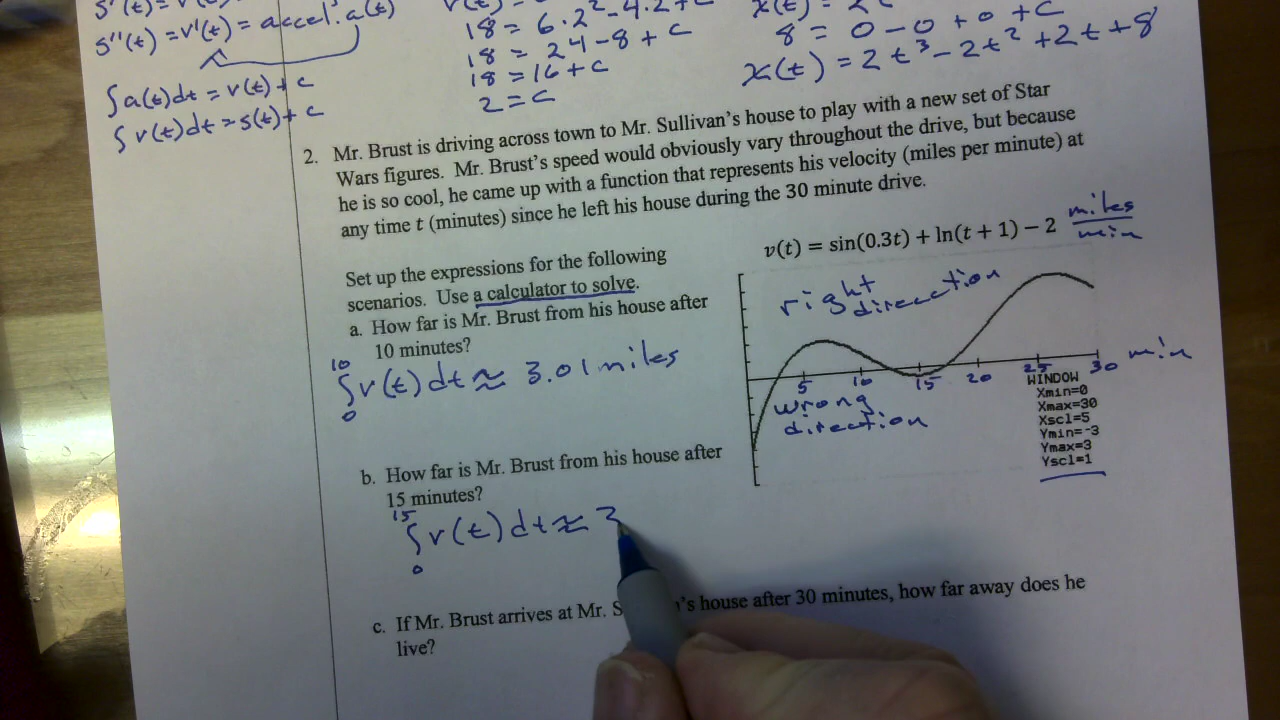 s''(t) = v'(t) = accel. a(t)
∫a(t)dt = v(t)+c
∫v(t)dt = s(t)+c
18 = 6·2²-4·2+c
18 = 24-8+c
18 = 16+c
2 = c
8 = 0-0+0+c
x(t) = 2t³-2t²+2t+8
2. Mr. Brust is driving across town to Mr. Sullivan's house to play with a new set of Star
Wars figures. Mr. Brust's speed would obviously vary throughout the drive, but because
he is so cool, he came up with a function that represents his velocity (miles per minute) at
any time t (minutes) since he left his house during the 30 minute drive.
v(t) = sin(0.3t) + ln(t + 1) − 2 miles/min
Set up the expressions for the following
scenarios. Use a calculator to solve.
a. How far is Mr. Brust from his house after
10 minutes?
∫₀¹⁰ v(t)dt ≈ 3.01 miles
right
direction
5 10 15 20 25 30 min
wrong
direction
WINDOW
Xmin=0
Xmax=30
Xscl=5
Ymin=-3
Ymax=3
Yscl=1
b. How far is Mr. Brust from his house after
15 minutes?
∫₀¹⁵ v(t)dt ≈ 3
c. If Mr. Brust arrives at Mr. S 's house after 30 minutes, how far away does he
live?